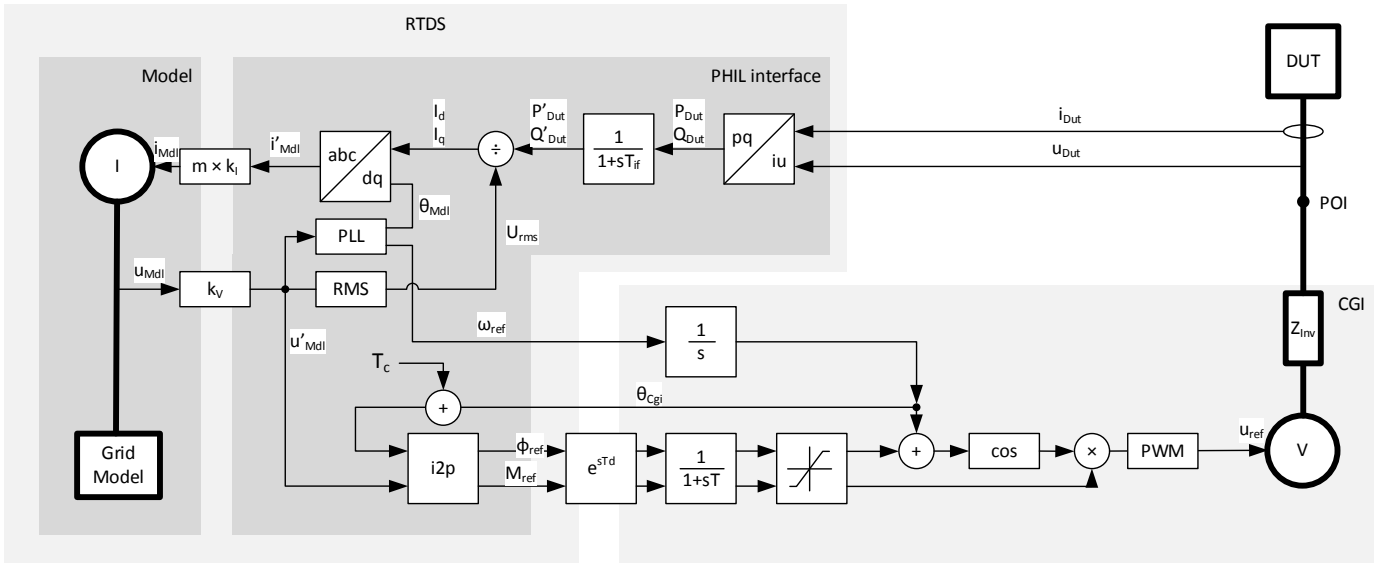 RTDS
Model
PHIL interface
DUT
I
i_Mdl
m × k_I
i'_Mdl
abc
dq
I_d
I_q
÷
P'_Dut
Q'_Dut
1
1+sT_if
P_Dut
Q_Dut
pq
iu
i_Dut
u_Dut
θ_Mdl
POI
PLL
U_rms
u_Mdl
k_V
RMS
CGI
Z_Inv
u'_Mdl
ω_ref
1
s
T_c
+
θ_Cgi
Grid
Model
i2p
ϕ_ref
M_ref
e^sTd
1
1+sT
+
cos
×
PWM
u_ref
V